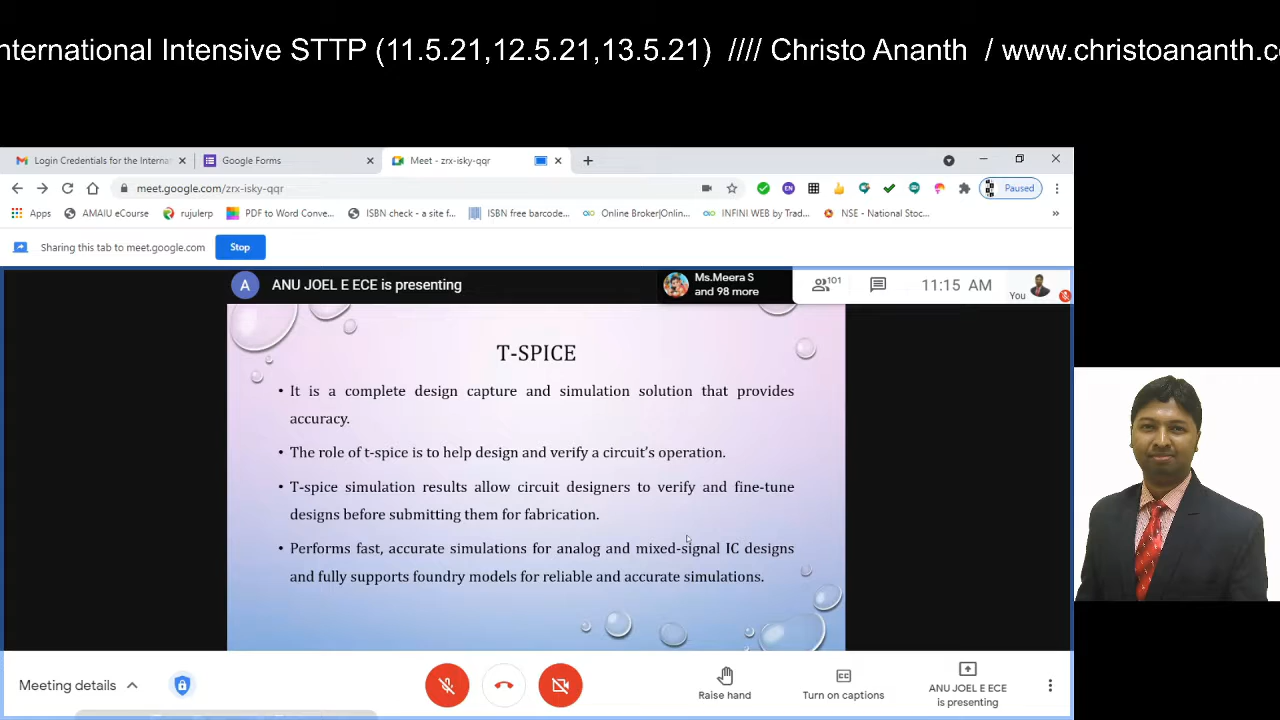 nternational Intensive STTP (11.5.21,12.5.21,13.5.21) //// Christo Ananth / www.christoananth.c
Login Credentials for the Interna
Google Forms
Meet - zrx-isky-qqr
meet.google.com/zrx-isky-qqr
EN
Paused
Apps
AMAIU eCourse
rujulerp
PDF to Word Conve...
ISBN check - a site f...
ISBN free barcode...
Online Broker|Onlin...
INFINI WEB by Trad...
NSE - National Stoc...
»
Sharing this tab to meet.google.com
Stop
A
ANU JOEL E ECE is presenting
Ms.Meera S
and 98 more
101
11:15 AM
You
T-SPICE
• It is a complete design capture and simulation solution that provides
accuracy.
• The role of t-spice is to help design and verify a circuit's operation.
• T-spice simulation results allow circuit designers to verify and fine-tune
designs before submitting them for fabrication.
• Performs fast, accurate simulations for analog and mixed-signal IC designs
and fully supports foundry models for reliable and accurate simulations.
Meeting details
Raise hand
CC
Turn on captions
ANU JOEL E ECE
is presenting